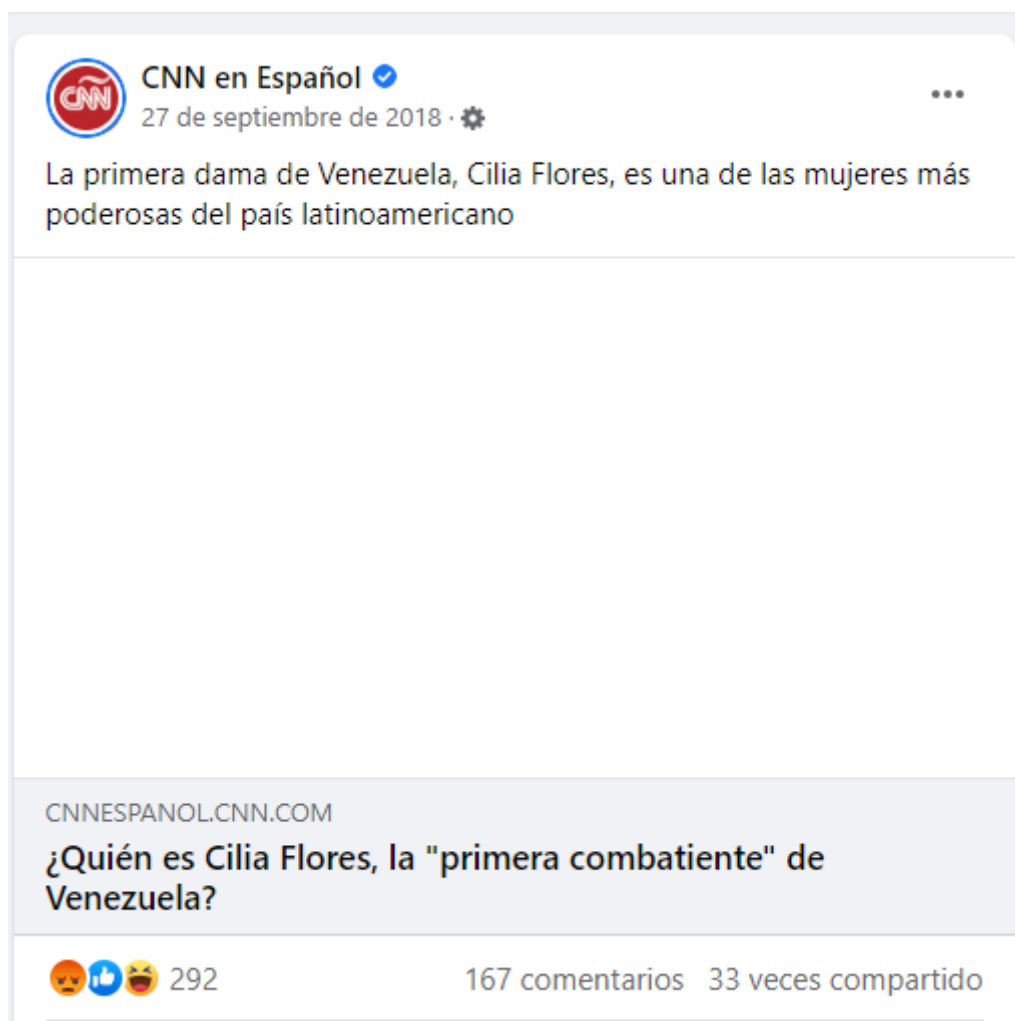 CNN
CNN en Español
27 de septiembre de 2018 ·
La primera dama de Venezuela, Cilia Flores, es una de las mujeres más
poderosas del país latinoamericano
CNNESPANOL.CNN.COM
¿Quién es Cilia Flores, la "primera combatiente" de
Venezuela?
292 167 comentarios 33 veces compartido